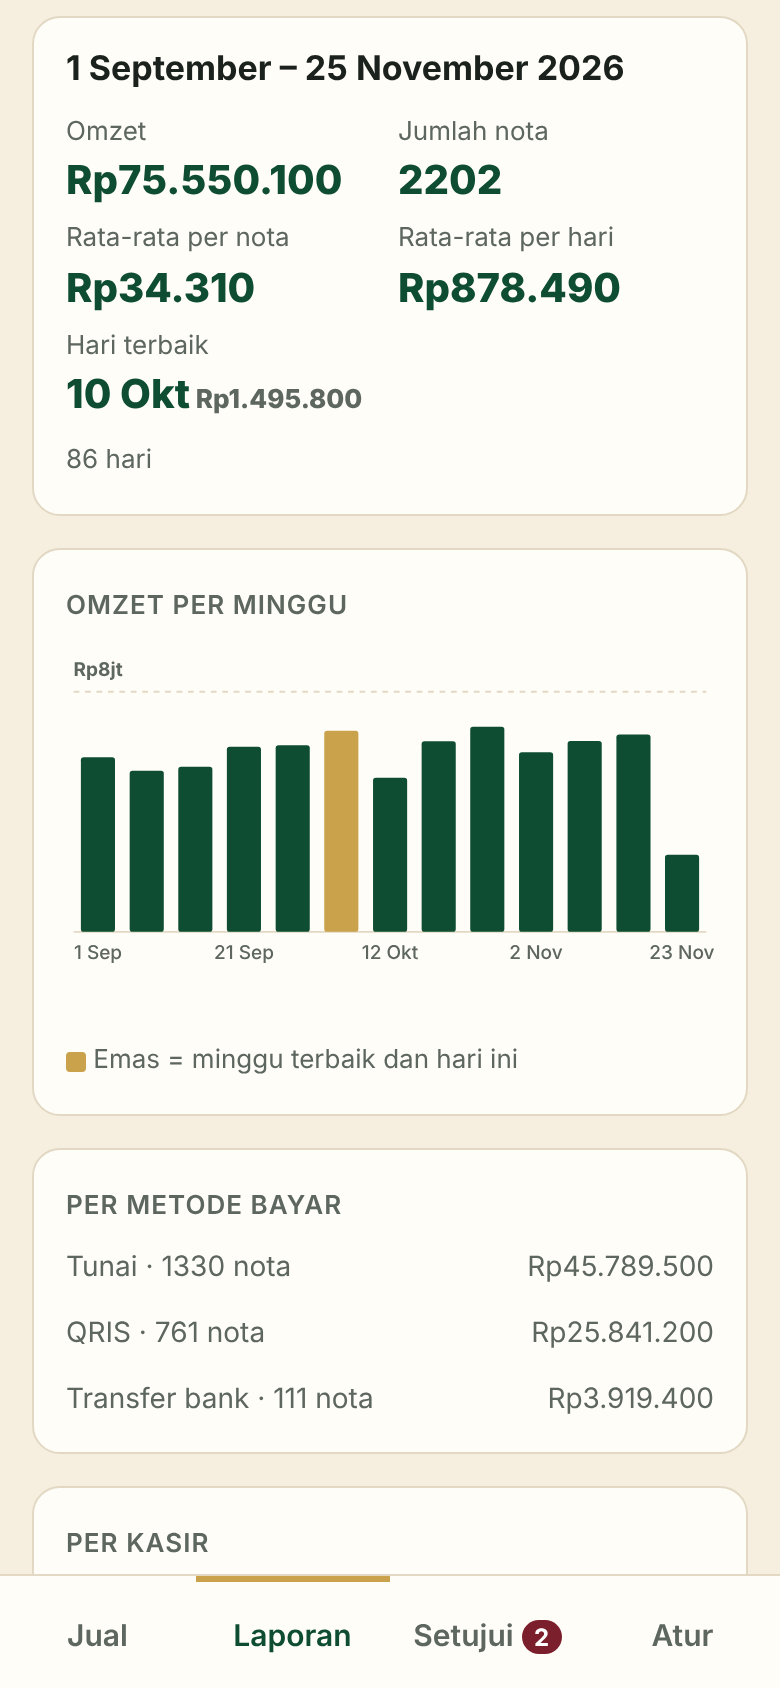 1 September – 25 November 2026
Omzet
Rp75.550.100
Jumlah nota
2202
Rata-rata per nota
Rp34.310
Rata-rata per hari
Rp878.490
Hari terbaik
10 Okt Rp1.495.800
86 hari
OMZET PER MINGGU
Rp8jt
1 Sep 21 Sep 12 Okt 2 Nov 23 Nov
Emas = minggu terbaik dan hari ini
PER METODE BAYAR
Tunai · 1330 nota Rp45.789.500
QRIS · 761 nota Rp25.841.200
Transfer bank · 111 nota Rp3.919.400
PER KASIR
Jual Laporan Setujui 2 Atur